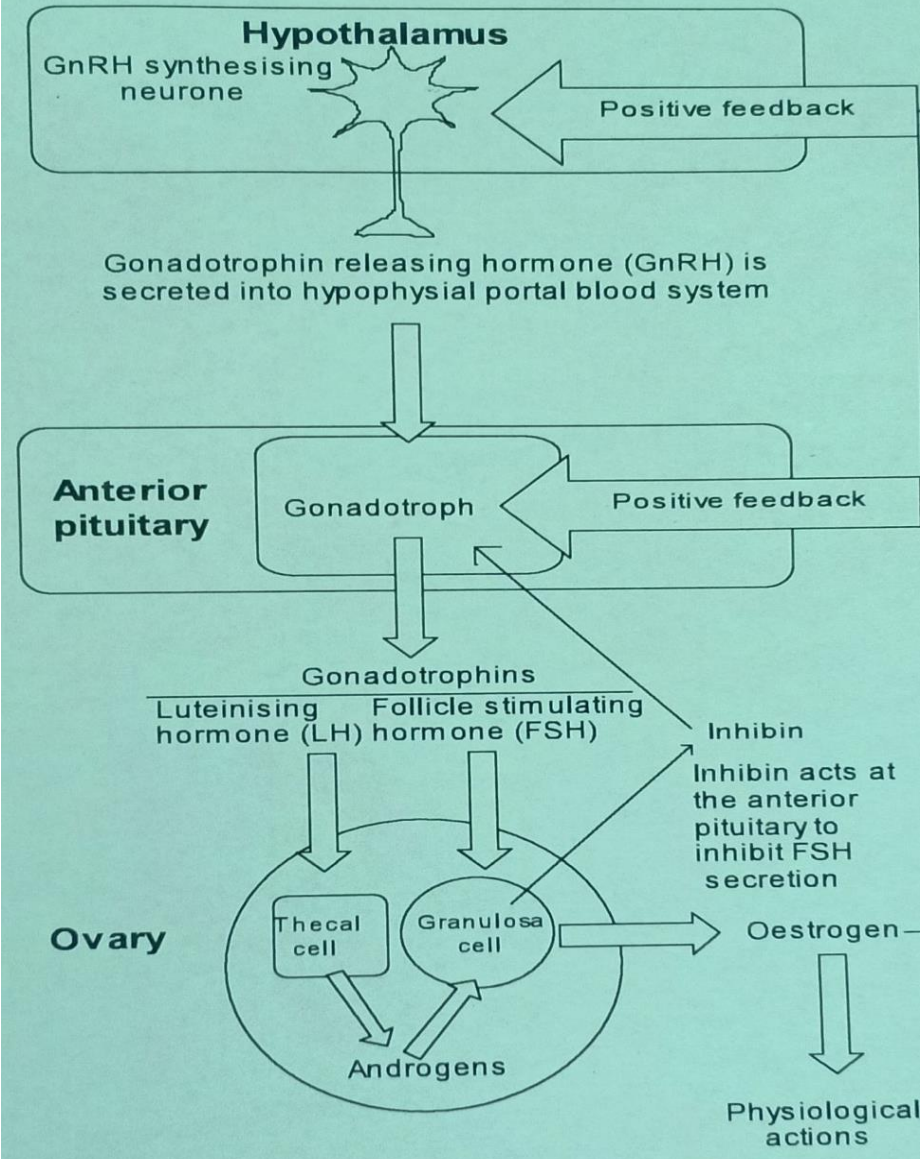 Hypothalamus
GnRH synthesising
neurone
Positive feedback
Gonadotrophin releasing hormone (GnRH) is
secreted into hypophysial portal blood system
Anterior
pituitary
Gonadotroph
Positive feedback
Gonadotrophins
Luteinising
hormone (LH)
Follicle stimulating
hormone (FSH)
Inhibin
Inhibin acts at
the anterior
pituitary to
inhibit FSH
secretion
Ovary
Thecal
cell
Granulosa
cell
Oestrogen
Androgens
Physiological
actions